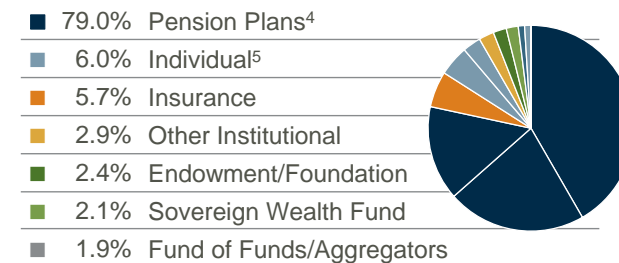 79.0% Pension Plans⁴
6.0% Individual⁵
5.7% Insurance
2.9% Other Institutional
2.4% Endowment/Foundation
2.1% Sovereign Wealth Fund
1.9% Fund of Funds/Aggregators